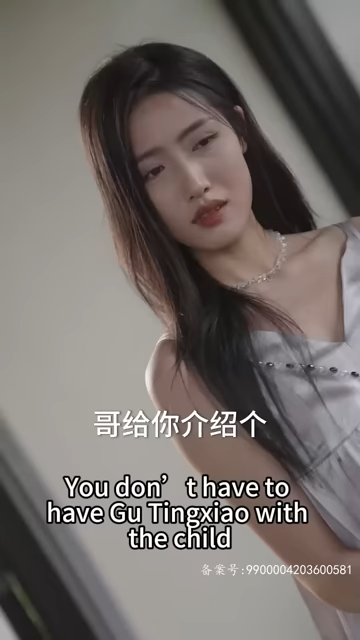 哥给你介绍个
You don't have to
have Gu Tingxiao with
the child
备案号:9900004203600581